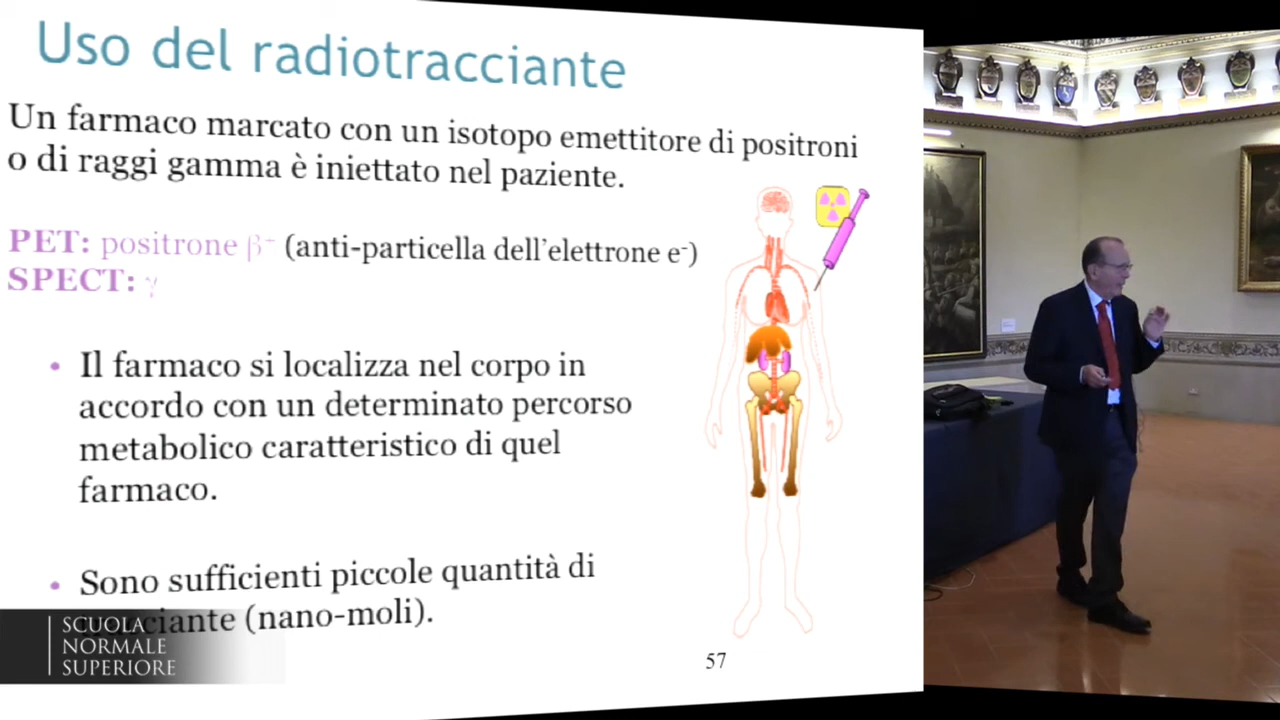 Uso del radiotracciante
Un farmaco marcato con un isotopo emettitore di positroni
o di raggi gamma è iniettato nel paziente.
PET: positrone β⁺ (anti-particella dell'elettrone e⁻)
SPECT: γ
• Il farmaco si localizza nel corpo in
accordo con un determinato percorso
metabolico caratteristico di quel
farmaco.
• Sono sufficienti piccole quantità di
(nano-moli).
SCUOLA
NORMALE
SUPERIORE
57